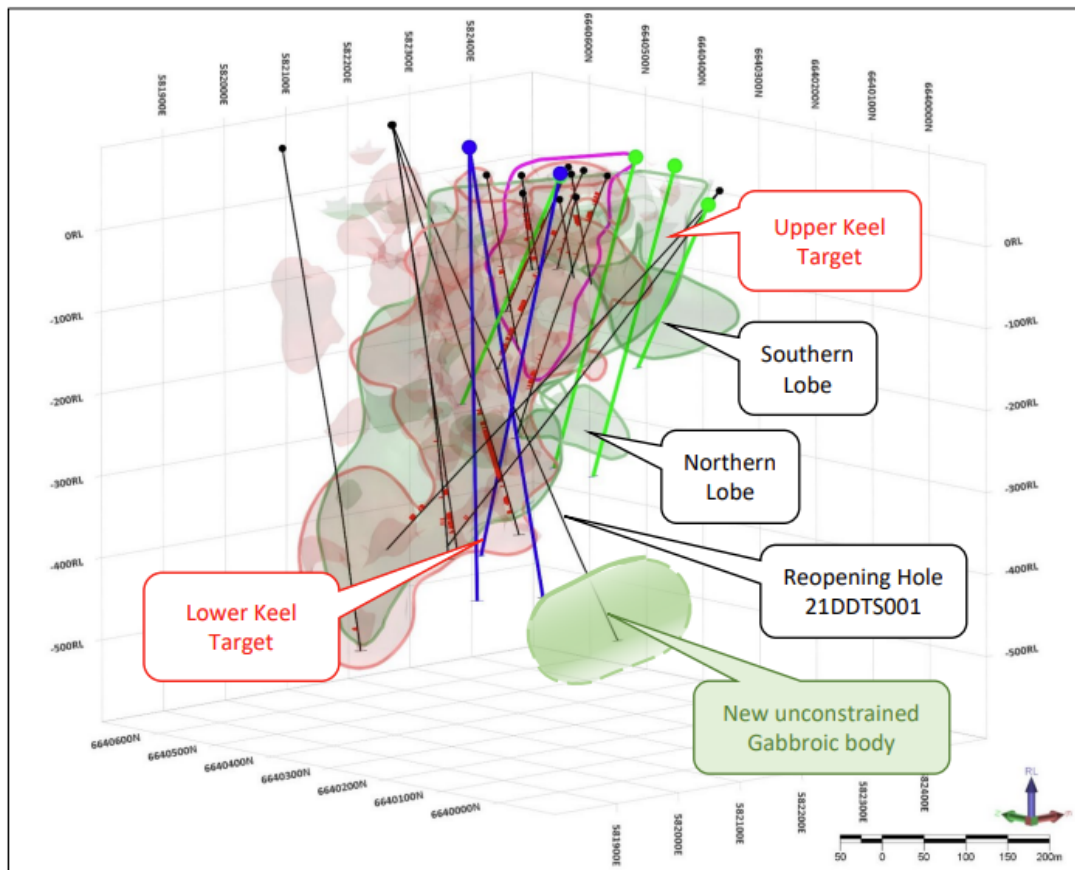 581900E
582000E
582100E
582200E
582300E
582400E
6640600N
6640500N
6640400N
6640300N
6640200N
6640100N
6640000N
0RL
-100RL
-200RL
-300RL
-400RL
-500RL
0RL
-100RL
-200RL
-300RL
-400RL
-500RL
Upper Keel
Target
Southern
Lobe
Northern
Lobe
Reopening Hole
21DDTS001
Lower Keel
Target
New unconstrained
Gabbroic body
6640600N
6640500N
6640400N
6640300N
6640200N
6640100N
6640000N
581900E
582000E
582100E
582200E
582300E
582400E
RL
50 0 50 100 150 200m